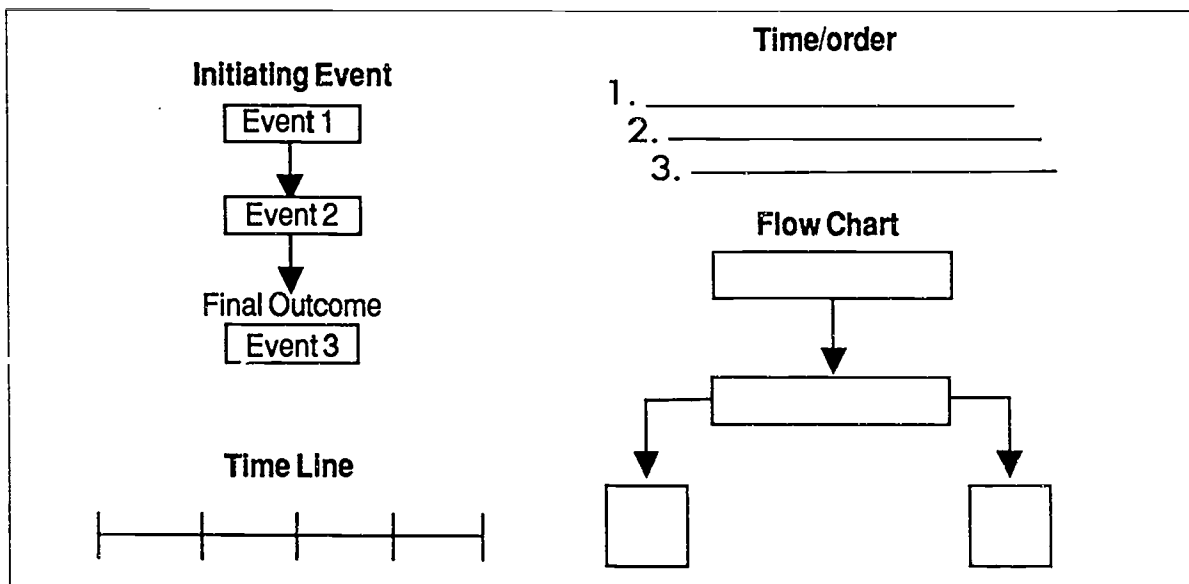 Initiating Event
Event 1
Event 2
Final Outcome
Event 3
Time Line
Time/order
1.
2.
3.
Flow Chart